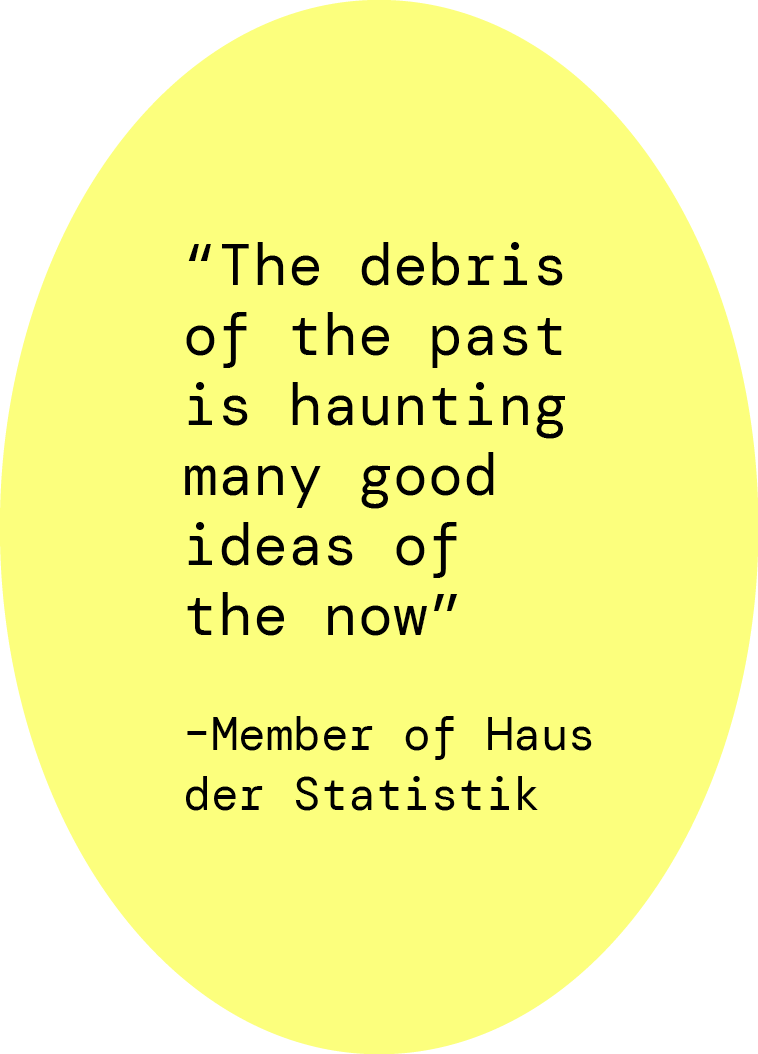 “The debris
of the past
is haunting
many good
ideas of
the now”
–Member of Haus
der Statistik